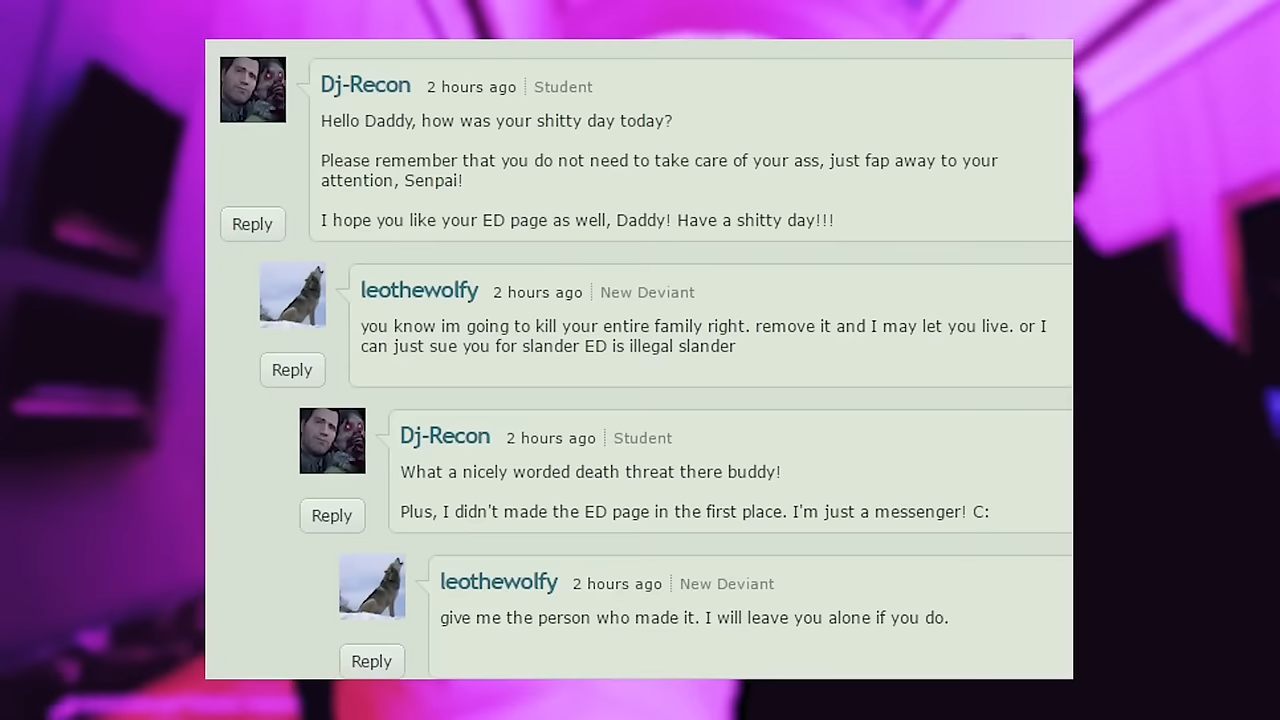 Dj-Recon 2 hours ago Student
Hello Daddy, how was your shitty day today?
Please remember that you do not need to take care of your ass, just fap away to your
attention, Senpai!
I hope you like your ED page as well, Daddy! Have a shitty day!!!
Reply
leothewolfy 2 hours ago New Deviant
you know im going to kill your entire family right. remove it and I may let you live. or I
can just sue you for slander ED is illegal slander
Reply
Dj-Recon 2 hours ago Student
What a nicely worded death threat there buddy!
Plus, I didn't made the ED page in the first place. I'm just a messenger! C:
Reply
leothewolfy 2 hours ago New Deviant
give me the person who made it. I will leave you alone if you do.
Reply